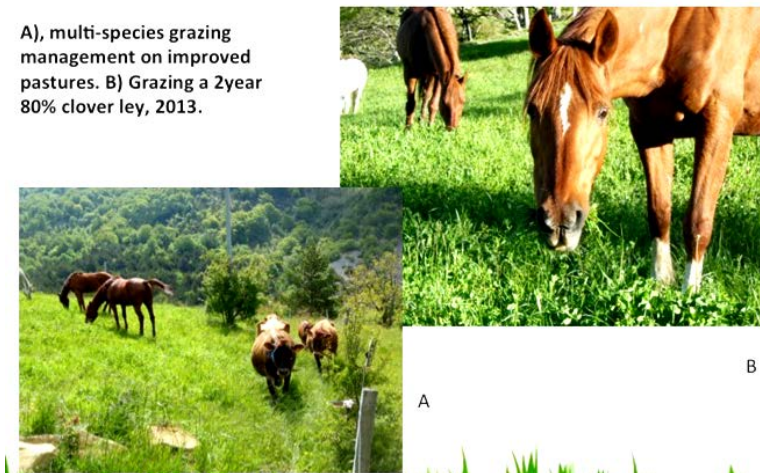 A), multi-species grazing
management on improved
pastures. B) Grazing a 2year
80% clover ley, 2013.
B
A